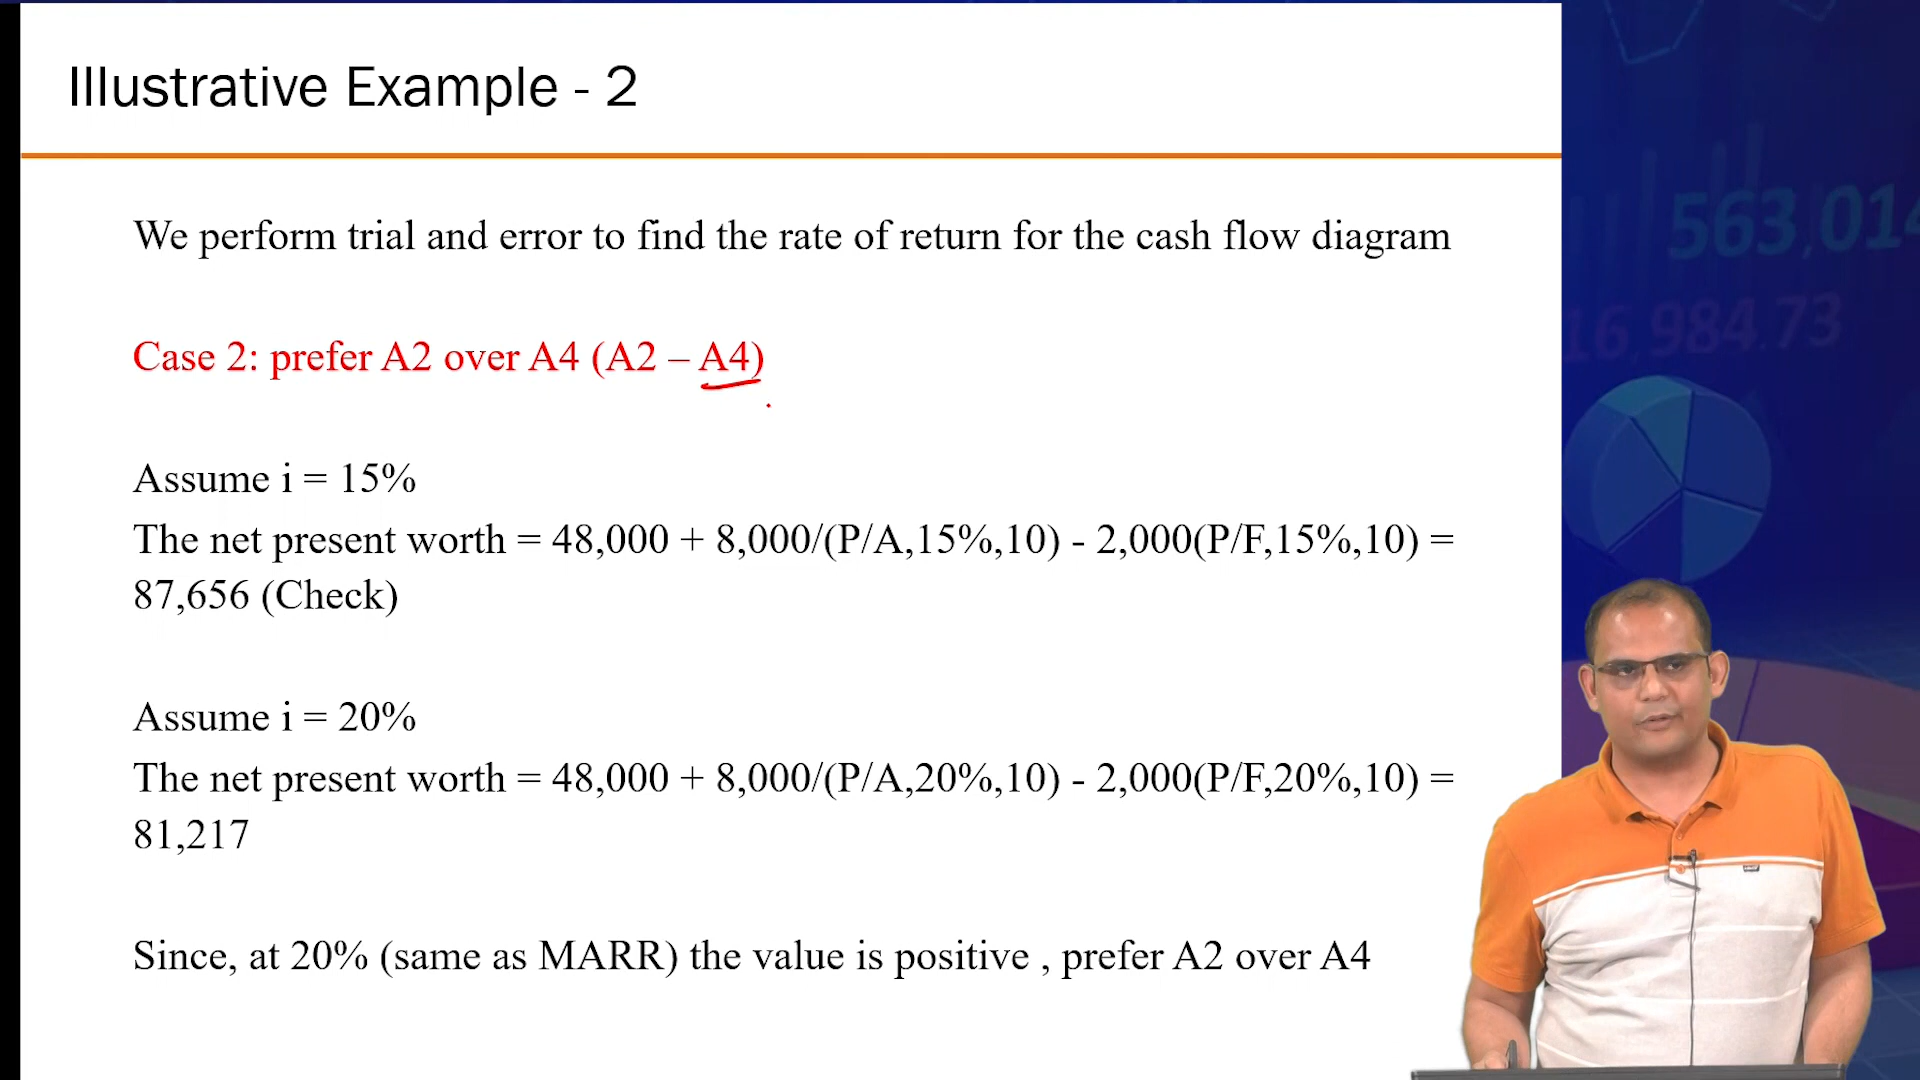 Illustrative Example - 2
We perform trial and error to find the rate of return for the cash flow diagram
Case 2: prefer A2 over A4 (A2 – A4)
Assume i = 15%
The net present worth = 48,000 + 8,000/(P/A,15%,10) - 2,000(P/F,15%,10) =
87,656 (Check)
Assume i = 20%
The net present worth = 48,000 + 8,000/(P/A,20%,10) - 2,000(P/F,20%,10) =
81,217
Since, at 20% (same as MARR) the value is positive , prefer A2 over A4
563,014
16,984.73